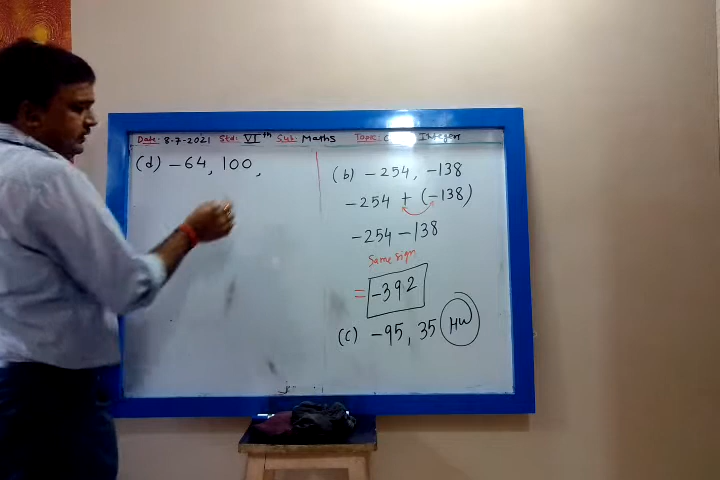 Date: 8-7-2021 Std: VIth Sub: Maths Topic: Integers
(d) -64, 100,
(b) -254, -138
-254 + (-138)
-254 - 138
Same sign
= -392
(c) -95, 35 HW